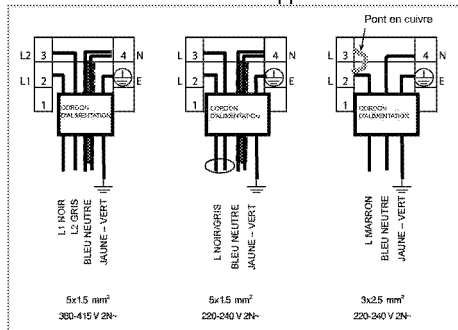 Pont en cuivre
L2 3 4 N
L1 2 E
1
CORDON
D'ALIMENTATION
L1 NOIR
L2 GRIS
BLEU NEUTRE
JAUNE – VERT
5x1.5 mm²
380-415 V 2N~
L 3 4 N
L 2 E
1
CORDON
D'ALIMENTATION
L NOIR/GRIS
BLEU NEUTRE
JAUNE – VERT
5x1.5 mm²
220-240 V 2N~
L 3 4 N
2 E
1
CORDON
D'ALIMENTATION
L MARRON
BLEU NEUTRE
JAUNE – VERT
3x2.5 mm²
220-240 V 2N~